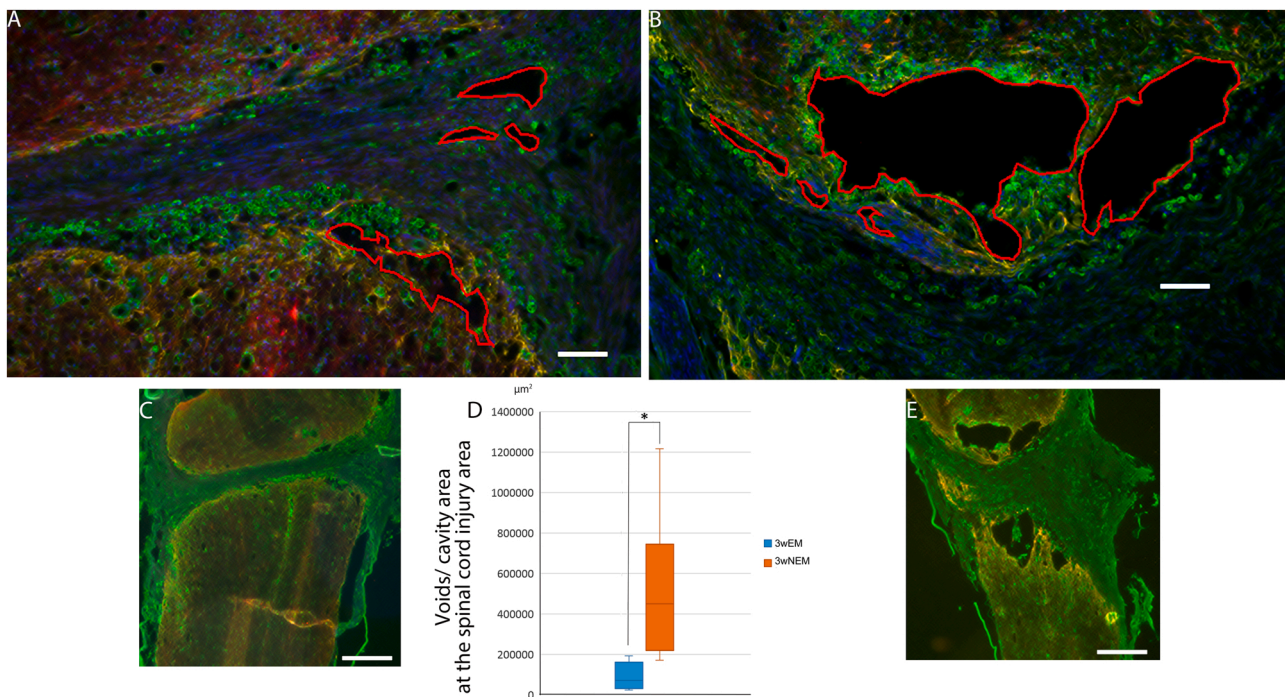 A
B
C
D
E
µm²
Voids/ cavity area
at the spinal cord injury area
1400000
1200000
1000000
800000
600000
400000
200000
0
*
3wEM
3wNEM